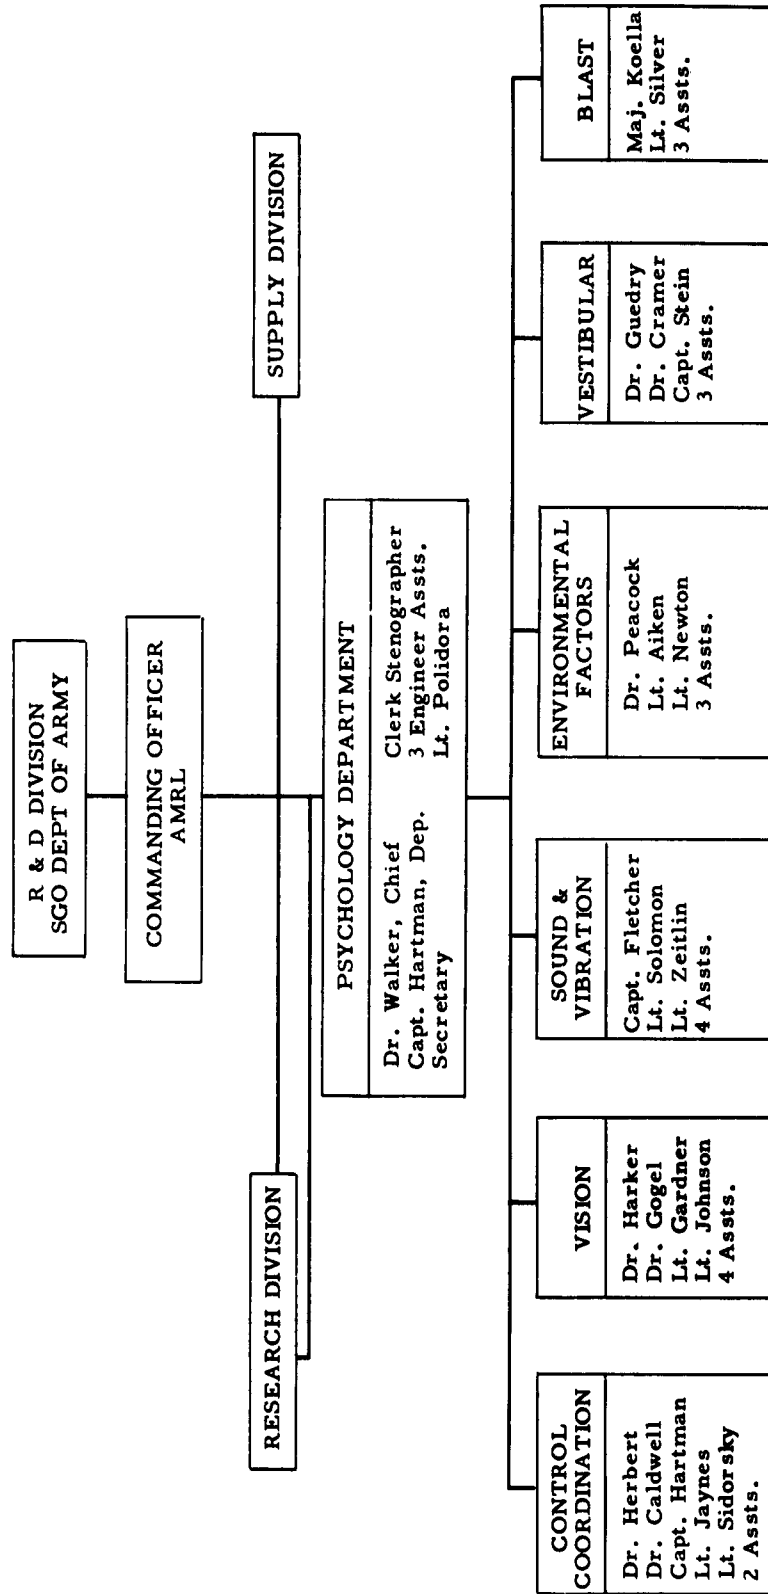 R & D DIVISION
SGO DEPT OF ARMY
COMMANDING OFFICER
AMRL
RESEARCH DIVISION
SUPPLY DIVISION
PSYCHOLOGY DEPARTMENT
Dr. Walker, Chief
Capt. Hartman, Dep.
Secretary
Clerk Stenographer
3 Engineer Assts.
Lt. Polidora
CONTROL
COORDINATION
Dr. Herbert
Dr. Caldwell
Capt. Hartman
Lt. Jaynes
Lt. Sidorsky
2 Assts.
VISION
Dr. Harker
Dr. Gogel
Lt. Gardner
Lt. Johnson
4 Assts.
SOUND &
VIBRATION
Capt. Fletcher
Lt. Solomon
Lt. Zeitlin
4 Assts.
ENVIRONMENTAL
FACTORS
Dr. Peacock
Lt. Aiken
Lt. Newton
3 Assts.
VESTIBULAR
Dr. Guedry
Dr. Cramer
Capt. Stein
3 Assts.
BLAST
Maj. Koella
Lt. Silver
3 Assts.